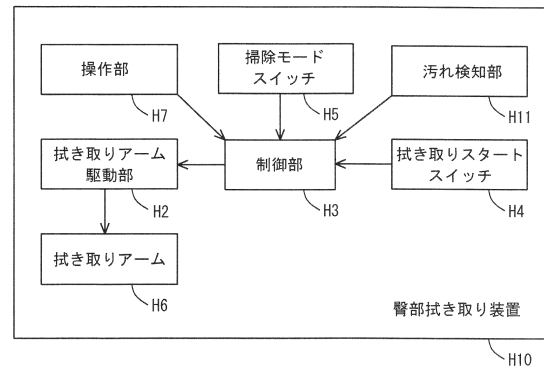 操作部
H7
掃除モード
スイッチ
H5
汚れ検知部
H11
拭き取りアーム
駆動部
H2
制御部
H3
拭き取りスタート
スイッチ
H4
拭き取りアーム
H6
臀部拭き取り装置
H10